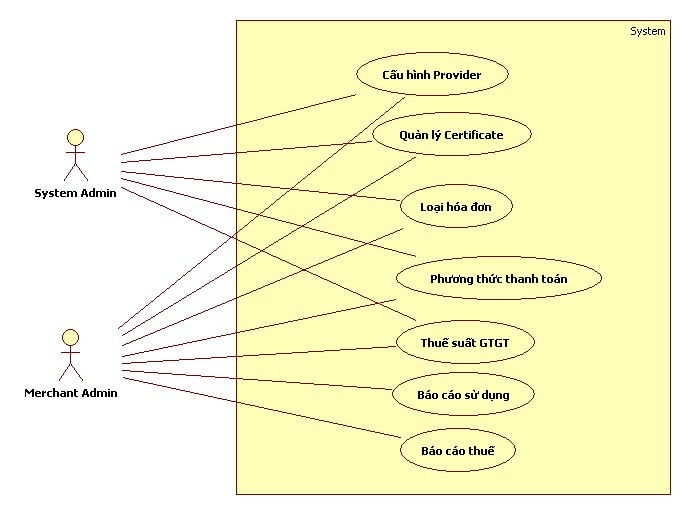 System
Cấu hình Provider
Quản lý Certificate
System Admin
Loại hóa đơn
Phương thức thanh toán
Thuế suất GTGT
Merchant Admin
Báo cáo sử dụng
Báo cáo thuế